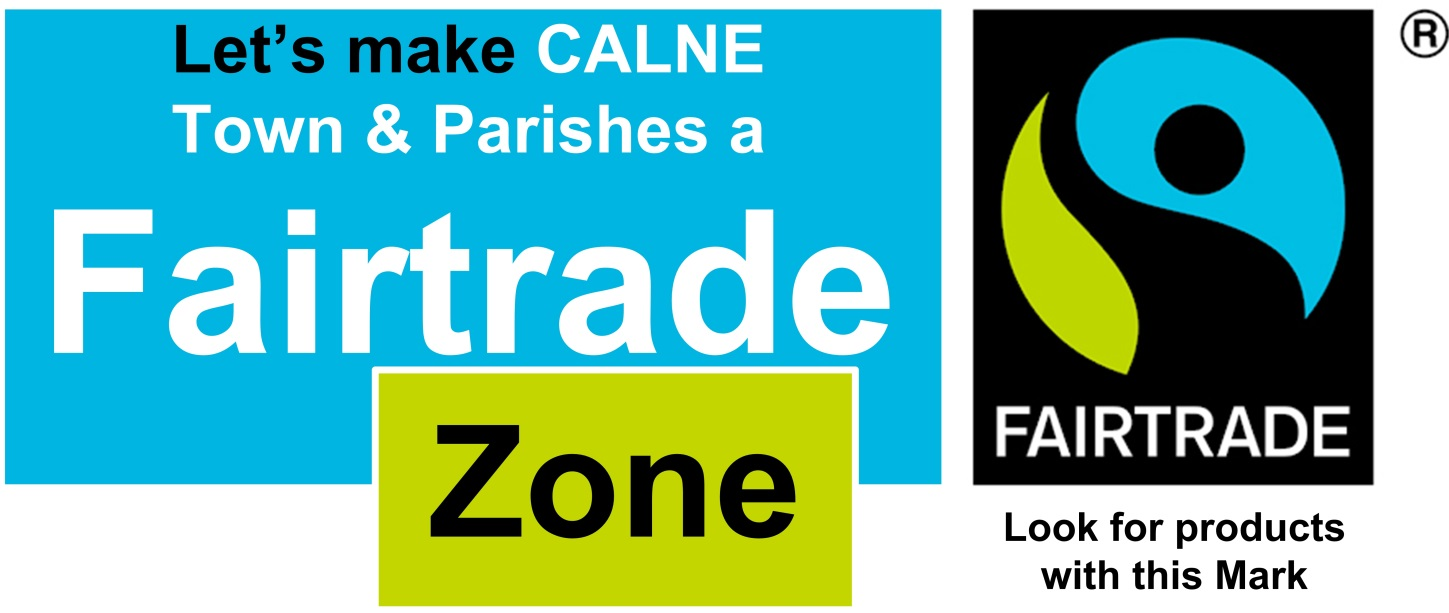 Let's make CALNE
Town & Parishes a
Fairtrade
Zone
®
FAIRTRADE
Look for products
with this Mark